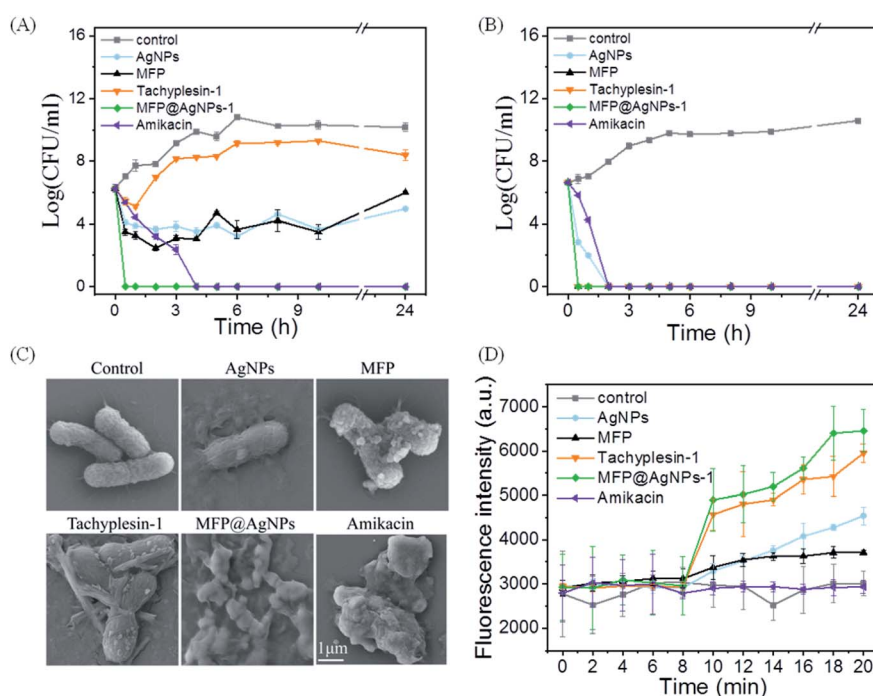 (A)
16
12
8
4
0
Log(CFU/ml)
0
3
6
9
24
Time (h)
control
AgNPs
MFP
Tachyplesin-1
MFP@AgNPs-1
Amikacin
(B)
16
12
8
4
0
Log(CFU/ml)
0
3
6
9
24
Time (h)
control
AgNPs
MFP
Tachyplesin-1
MFP@AgNPs-1
Amikacin
(C)
Control AgNPs MFP
Tachyplesin-1 MFP@AgNPs Amikacin
1μm
(D)
7000
6000
5000
4000
3000
2000
Fluorescence intensity (a.u.)
control
AgNPs
MFP
Tachyplesin-1
MFP@AgNPs-1
Amikacin
0 2 4 6 8 10 12 14 16 18 20
Time (min)